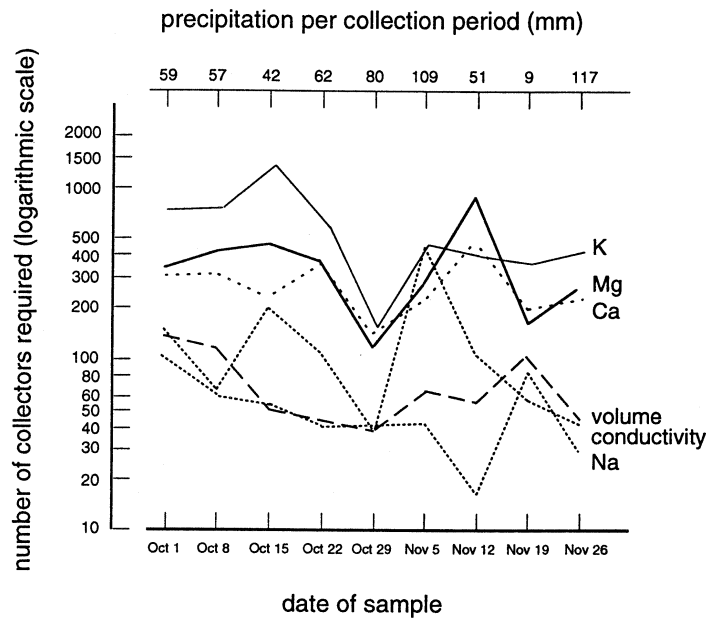 precipitation per collection period (mm)
59 57 42 62 80 109 51 9 117
number of collectors required (logarithmic scale)
2000
1500
1000
500
400
300
200
100
80
60
50
40
30
20
10
K
Mg
Ca
volume
conductivity
Na
Oct 1 Oct 8 Oct 15 Oct 22 Oct 29 Nov 5 Nov 12 Nov 19 Nov 26
date of sample